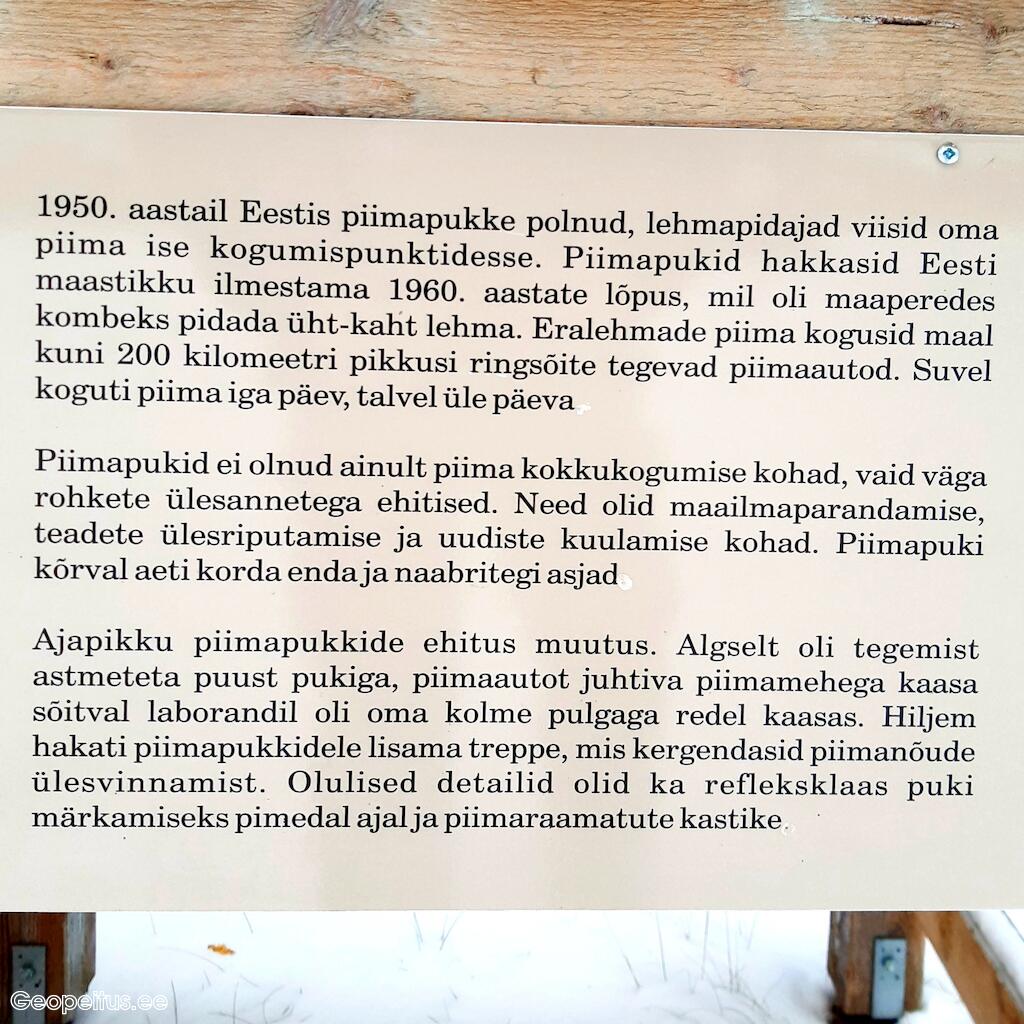 1950. aastail Eestis piimapukke polnud, lehmapidajad viisid oma
piima ise kogumispunktidesse. Piimapukid hakkasid Eesti
maastikku ilmestama 1960. aastate lõpus, mil oli maaperedes
kombeks pidada üht-kaht lehma. Eralehmade piima kogusid maal
kuni 200 kilomeetri pikkusi ringsõite tegevad piimaautod. Suvel
koguti piima iga päev, talvel üle päeva
Piimapukid ei olnud ainult piima kokkukogumise kohad, vaid väga
rohkete ülesannetega ehitised. Need olid maailmaparandamise,
teadete ülesriputamise ja uudiste kuulamise kohad. Piimapuki
kõrval aeti korda enda ja naabritegi asjad
Ajapikku piimapukkide ehitus muutus. Algselt oli tegemist
astmeteta puust pukiga, piimaautot juhtiva piimamehega kaasa
sõitval laborandil oli oma kolme pulgaga redel kaasas. Hiljem
hakati piimapukkidele lisama treppe, mis kergendasid piimanõude
ülesvinnamist. Olulised detailid olid ka refleksklaas puki
märkamiseks pimedal ajal ja piimaraamatute kastike
Geopeitus.ee